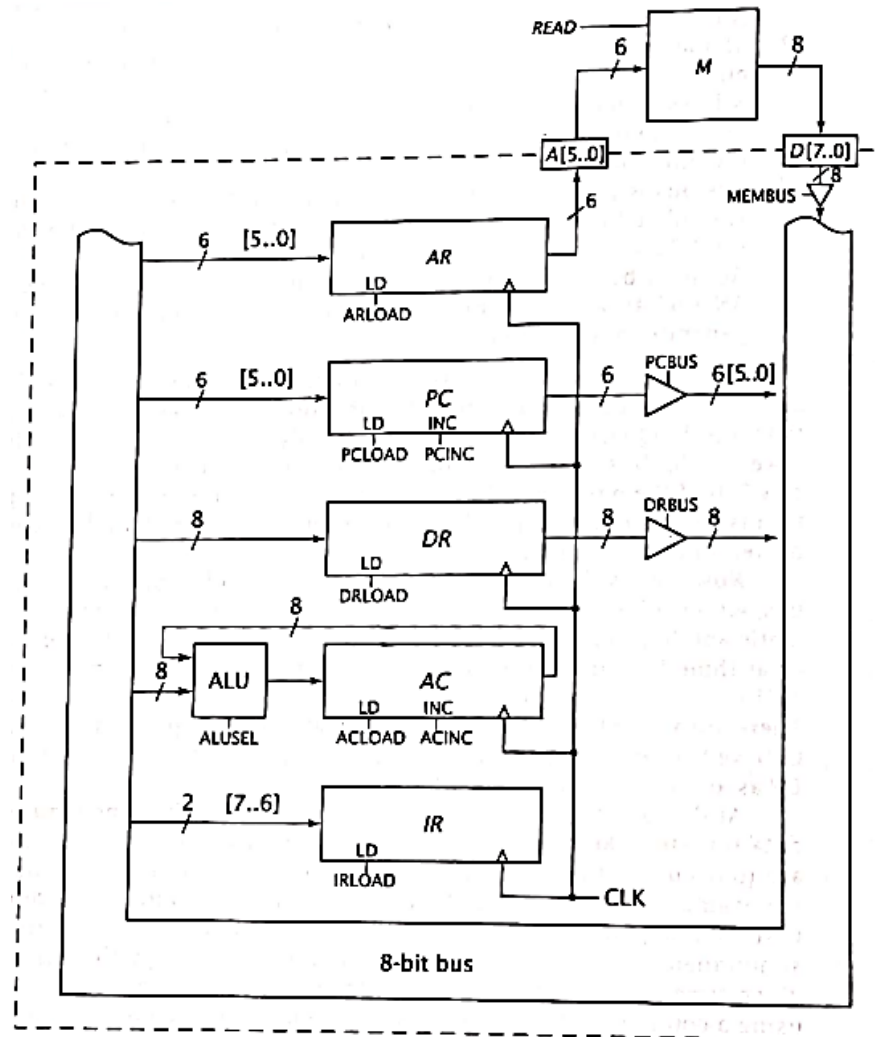 READ
6
M
8
A[5..0]
D[7..0]
6
8
MEMBUS
6 [5..0]
AR
LD
ARLOAD
6 [5..0]
PC
6
PCBUS
6[5..0]
LD INC
PCLOAD PCINC
8
DR
8
DRBUS
8
LD
DRLOAD
8
8
ALU
AC
ALUSEL
LD INC
ACLOAD ACINC
2 [7..6]
IR
LD
IRLOAD
CLK
8-bit bus